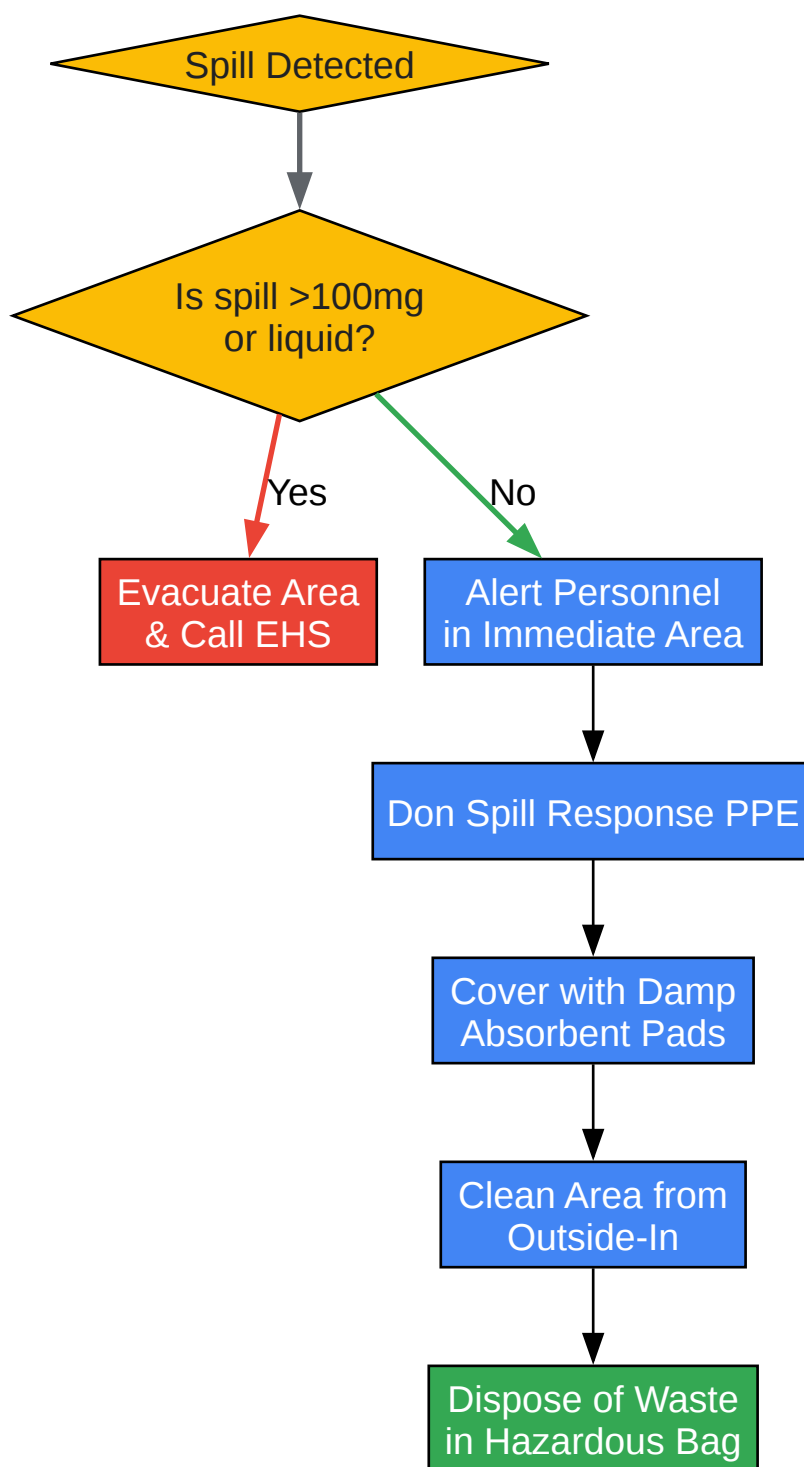 Spill Detected
Is spill >100mg
or liquid?
Yes
No
Evacuate Area
& Call EHS
Alert Personnel
in Immediate Area
Don Spill Response PPE
Cover with Damp
Absorbent Pads
Clean Area from
Outside-In
Dispose of Waste
in Hazardous Bag